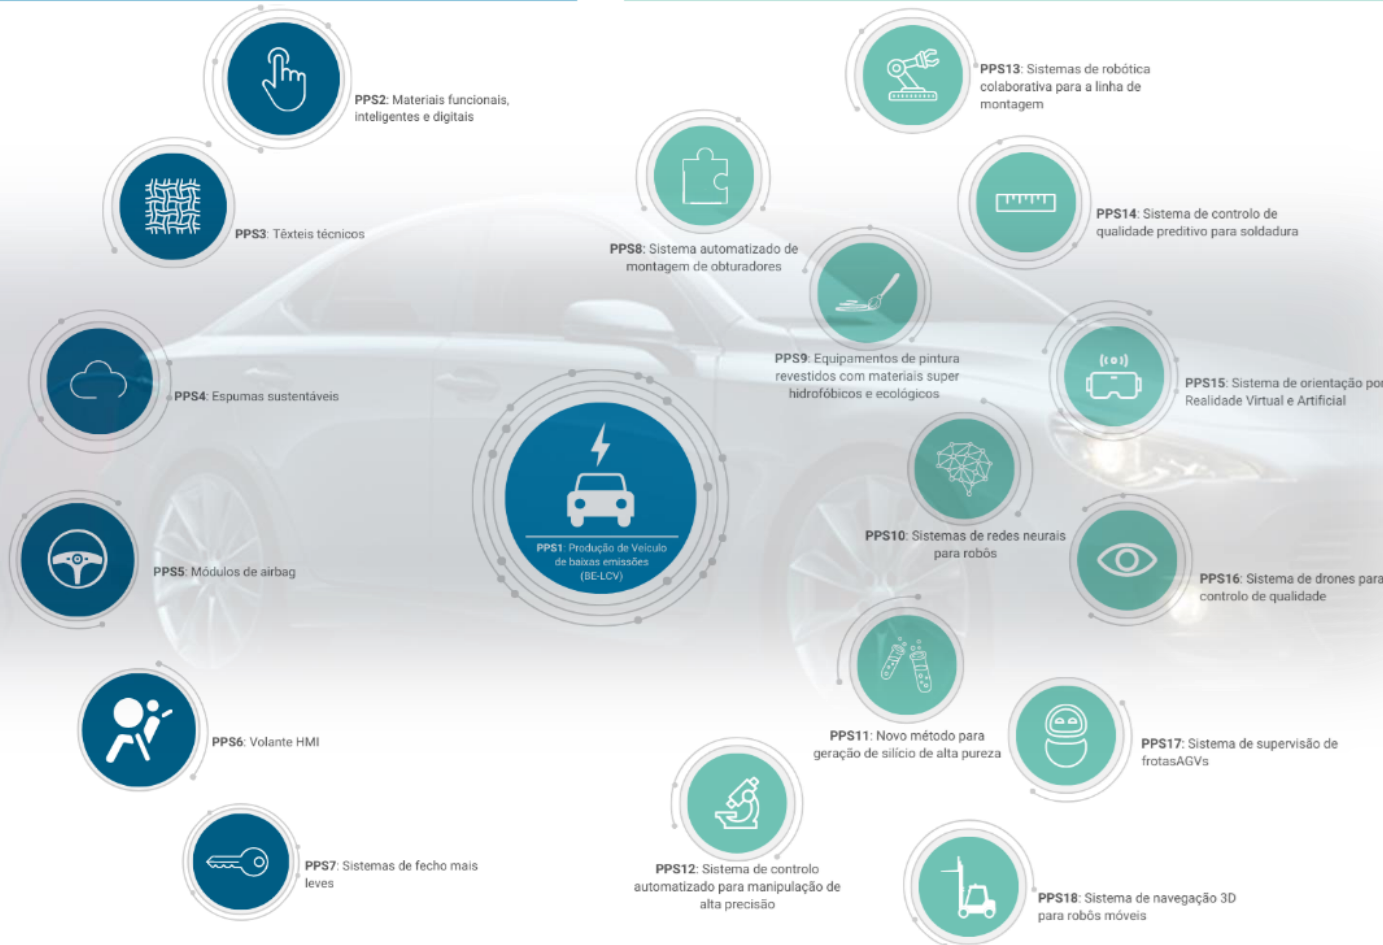 PPS2: Materiais funcionais,
inteligentes e digitais
PPS3: Têxteis técnicos
PPS4: Espumas sustentáveis
PPS5: Módulos de airbag
PPS6: Volante HMI
PPS7: Sistemas de fecho mais
leves
PPS1: Produção de Veículo
de baixas emissões
(BE-LCV)
PPS8: Sistema automatizado de
montagem de obturadores
PPS9: Equipamentos de pintura
revestidos com materiais super
hidrofóbicos e ecológicos
PPS10: Sistemas de redes neurais
para robôs
PPS11: Novo método para
geração de silício de alta pureza
PPS12: Sistema de controlo
automatizado para manipulação de
alta precisão
PPS13: Sistemas de robótica
colaborativa para a linha de
montagem
PPS14: Sistema de controlo de
qualidade preditivo para soldadura
PPS15: Sistema de orientação por
Realidade Virtual e Artificial
PPS16: Sistema de drones para
controlo de qualidade
PPS17: Sistema de supervisão de
frotasAGVs
PPS18: Sistema de navegação 3D
para robôs móveis